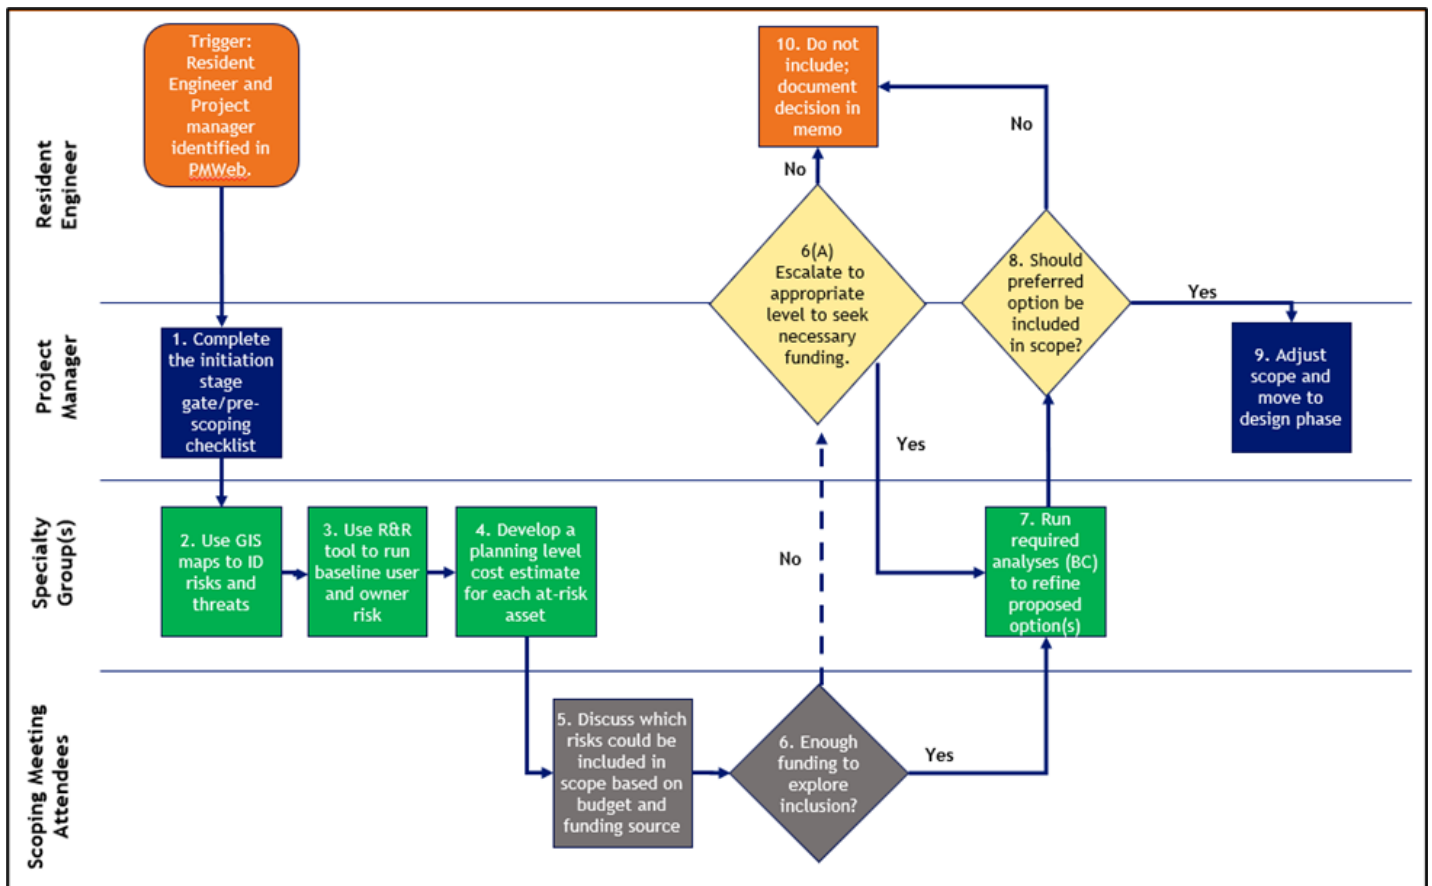 Resident
Engineer
Trigger:
Resident
Engineer and
Project
manager
identified in
PMWeb.
10. Do not
include;
document
decision in
memo
No
No
6(A)
Escalate to
appropriate
level to seek
necessary
funding.
8. Should
preferred
option be
included
in scope?
Yes
Project
Manager
1. Complete
the initiation
stage
gate/pre-
scoping
checklist
9. Adjust
scope and
move to
design phase
Yes
Specialty
Group(s)
2. Use GIS
maps to ID
risks and
threats
3. Use R&R
tool to run
baseline user
and owner
risk
4. Develop a
planning level
cost estimate
for each at-risk
asset
No
7. Run
required
analyses (BC)
to refine
proposed
option(s)
Scoping Meeting
Attendees
5. Discuss which
risks could be
included in
scope based on
budget and
funding source
6. Enough
funding to
explore
inclusion?
Yes